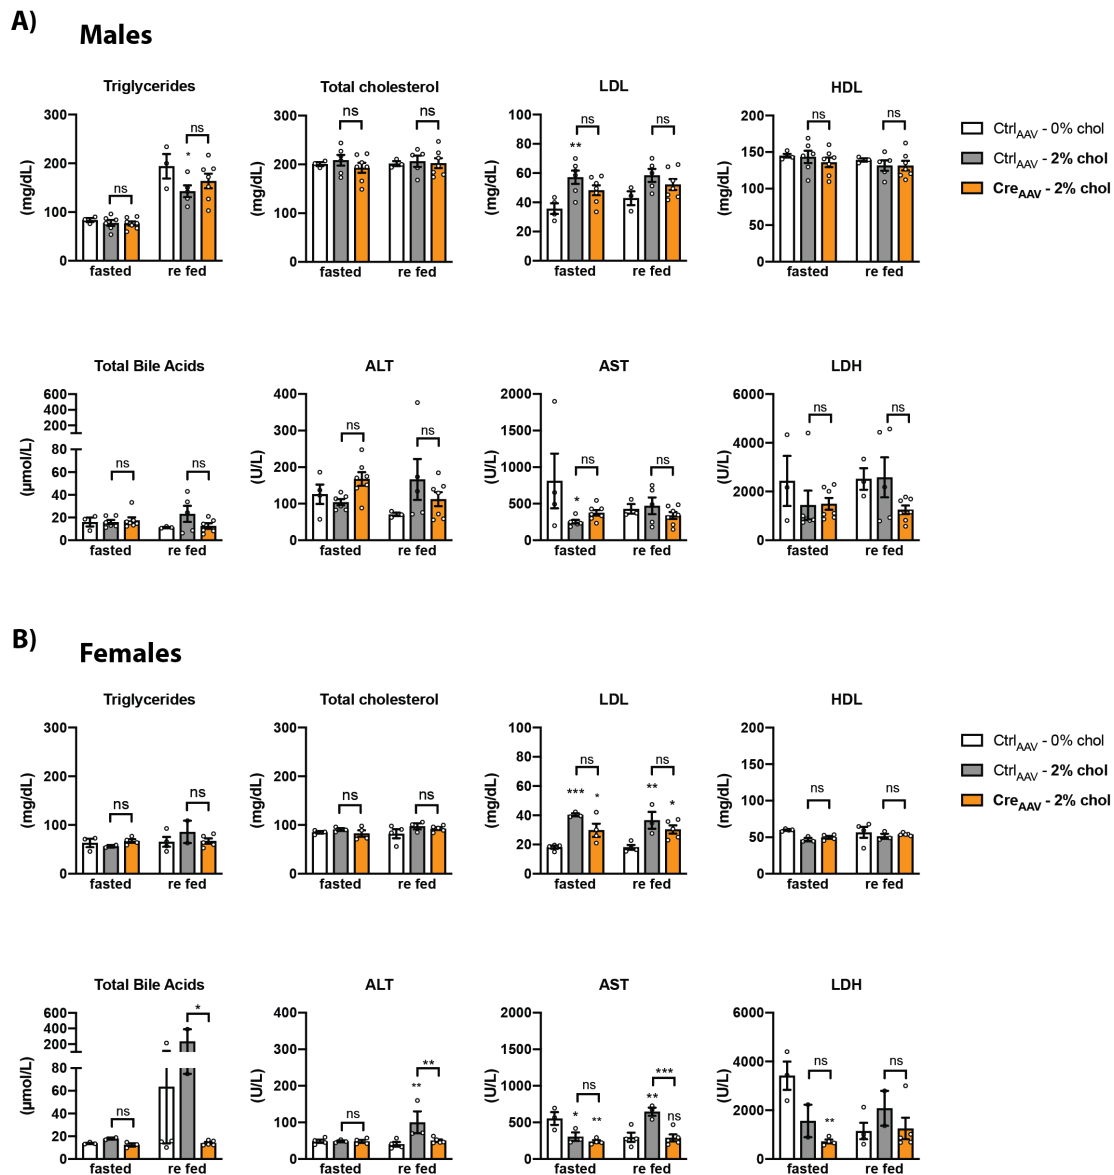 A)
Males
Triglycerides
Total cholesterol
LDL
HDL
300
200
100
0
(mg/dL)
ns
*
ns
fasted
re fed
300
200
100
0
(mg/dL)
ns
ns
fasted
re fed
100
80
60
40
20
0
(mg/dL)
**
ns
ns
fasted
re fed
200
150
100
50
0
(mg/dL)
ns
ns
fasted
re fed
CtrlAAV - 0% chol
CtrlAAV - 2% chol
CreAAV - 2% chol
Total Bile Acids
ALT
AST
LDH
600
400
200
80
60
40
20
0
(µmol/L)
ns
ns
fasted
re fed
400
300
200
100
0
(U/L)
ns
ns
fasted
re fed
2000
1500
1000
500
0
(U/L)
*
ns
ns
fasted
re fed
6000
4000
2000
0
(U/L)
ns
ns
fasted
re fed
B)
Females
Triglycerides
Total cholesterol
LDL
HDL
300
200
100
0
(mg/dL)
ns
ns
fasted
re fed
300
200
100
0
(mg/dL)
ns
ns
fasted
re fed
100
80
60
40
20
0
(mg/dL)
***
ns
*
**
ns
*
fasted
re fed
200
150
100
50
0
(mg/dL)
ns
ns
fasted
re fed
CtrlAAV - 0% chol
CtrlAAV - 2% chol
CreAAV - 2% chol
Total Bile Acids
ALT
AST
LDH
600
400
200
80
60
40
20
0
(µmol/L)
ns
*
fasted
re fed
400
300
200
100
0
(U/L)
ns
**
**
fasted
re fed
2000
1500
1000
500
0
(U/L)
*
ns
**
**
***
ns
fasted
re fed
6000
4000
2000
0
(U/L)
ns
**
ns
fasted
re fed